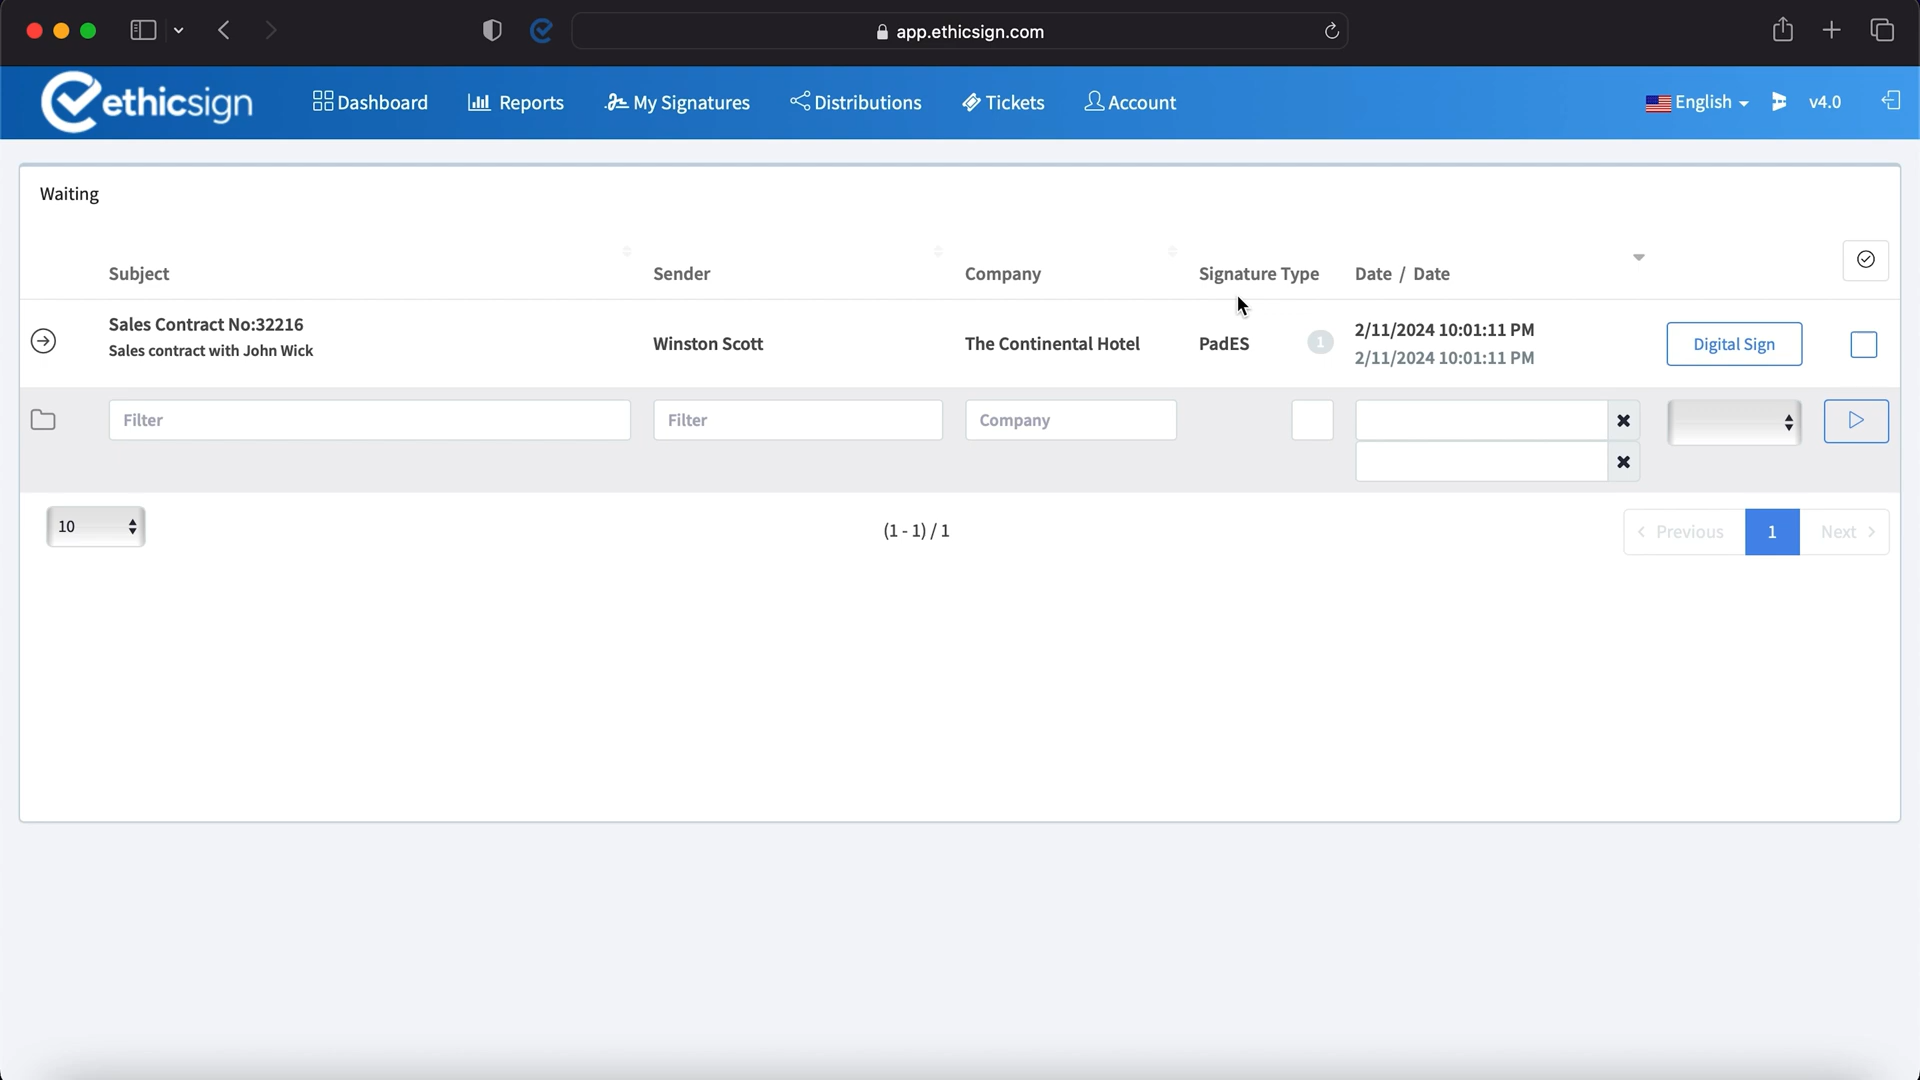 app.ethicsign.com
ethicsign Dashboard Reports My Signatures Distributions Tickets Account English v4.0
Waiting
Subject Sender Company Signature Type Date / Date
Sales Contract No:32216
Sales contract with John Wick
Winston Scott The Continental Hotel PadES 1
2/11/2024 10:01:11 PM
2/11/2024 10:01:11 PM
Digital Sign
Filter Filter Company
10 (1 - 1) / 1 Previous 1 Next